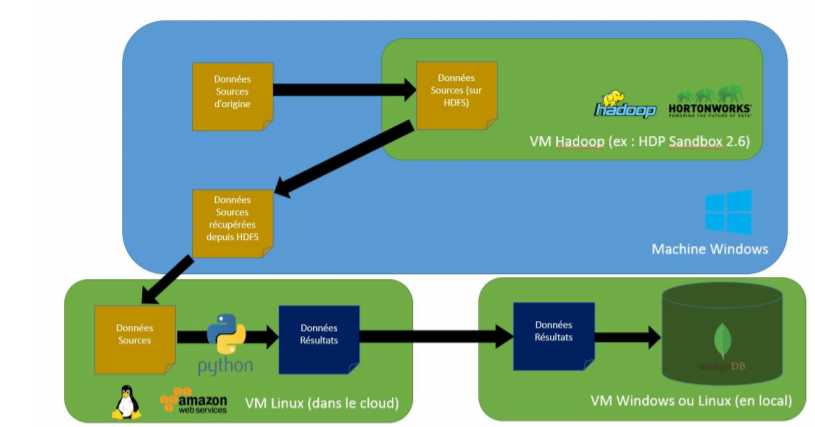 Données
Sources
d'origine
Données
Sources (sur
HDFS)
hadoop
HORTONWORKS
POWERING THE FUTURE OF DATA
VM Hadoop (ex : HDP Sandbox 2.6)
Données
Sources
récupérées
depuis HDFS
Machine Windows
Données
Sources
python
Données
Résultats
amazon
web services
VM Linux (dans le cloud)
Données
Résultats
mongoDB
VM Windows ou Linux (en local)